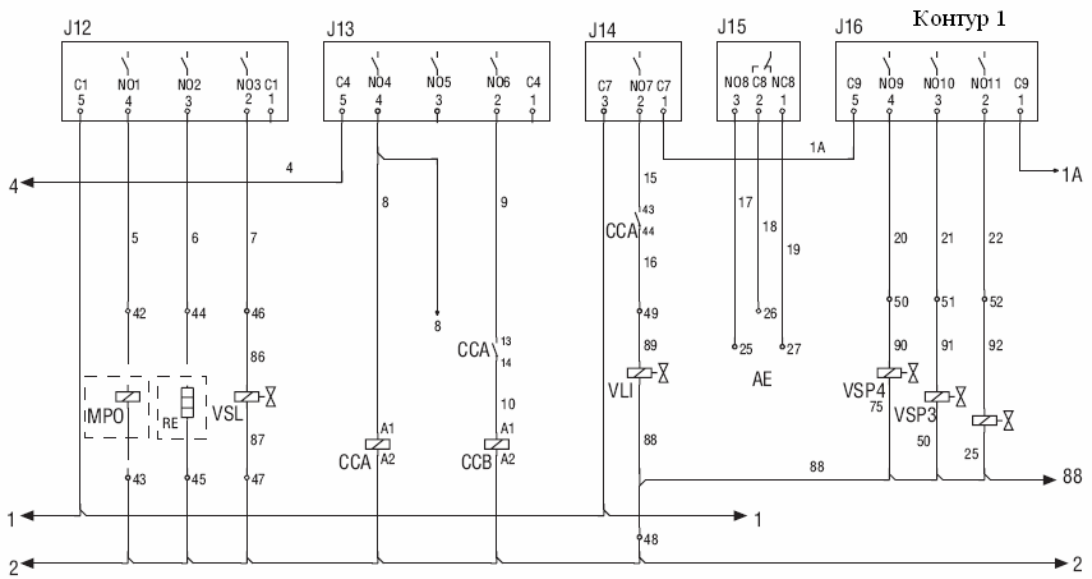 J12 J13 J14 J15 J16 Контур 1
C1 NO1 NO2 NO3 C1 C4 NO4 NO5 NO6 C4 C7 NO7 C7 NO8 C8 NC8 C9 NO9 NO10 NO11 C9
5 4 3 2 1 5 4 3 2 1 3 2 1 3 2 1 5 4 3 2 1
1A
4 4 1A
15
5 6 7 8 9 17 18 19 20 21 22
43
CCA 44
16
42 44 46 8 49 26 50 51 52
CCA 13
14
25 27
86 89 90 91 92
AE
MPO RE VSL VLI VSP4
75
VSP3
10
50 25
A1 A1
CCA A2 CCB A2
87 88
43 45 47 88 88
1 1
48
2 2